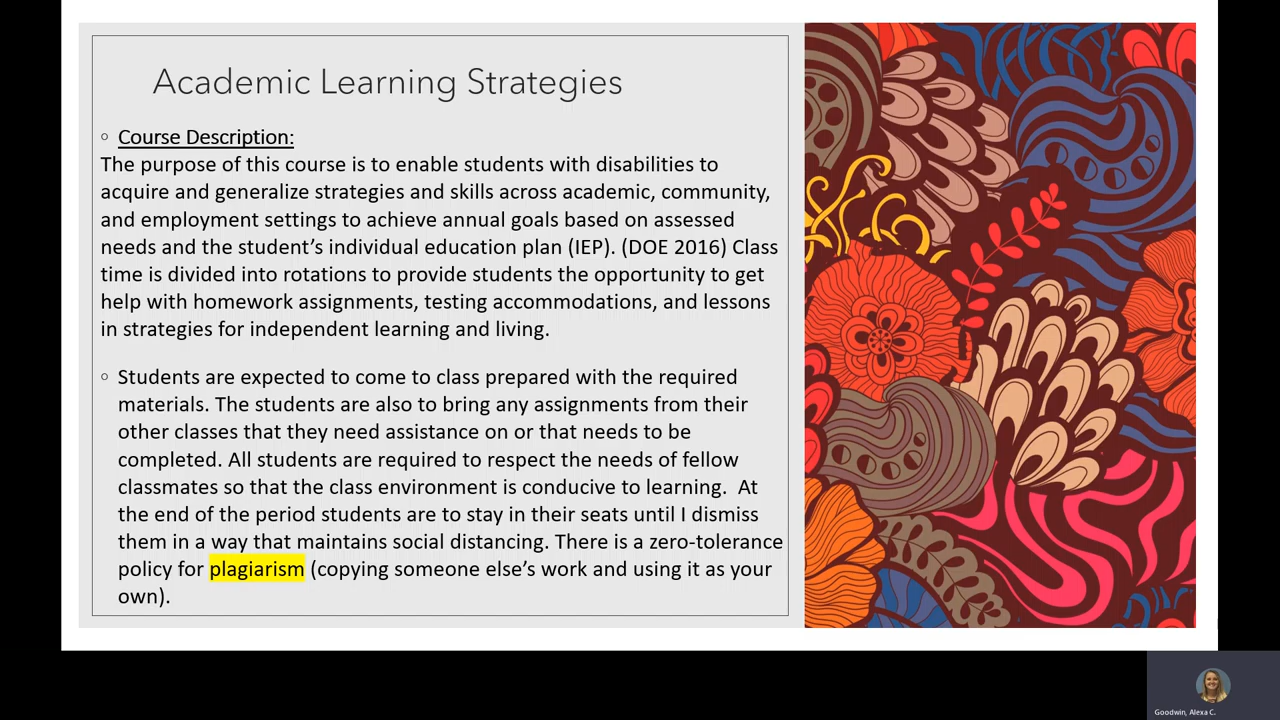 Academic Learning Strategies
◦ Course Description:
The purpose of this course is to enable students with disabilities to
acquire and generalize strategies and skills across academic, community,
and employment settings to achieve annual goals based on assessed
needs and the student’s individual education plan (IEP). (DOE 2016) Class
time is divided into rotations to provide students the opportunity to get
help with homework assignments, testing accommodations, and lessons
in strategies for independent learning and living.
◦ Students are expected to come to class prepared with the required
materials. The students are also to bring any assignments from their
other classes that they need assistance on or that needs to be
completed. All students are required to respect the needs of fellow
classmates so that the class environment is conducive to learning.  At
the end of the period students are to stay in their seats until I dismiss
them in a way that maintains social distancing. There is a zero-tolerance
policy for plagiarism (copying someone else’s work and using it as your
own).
Goodwin, Alexa C.